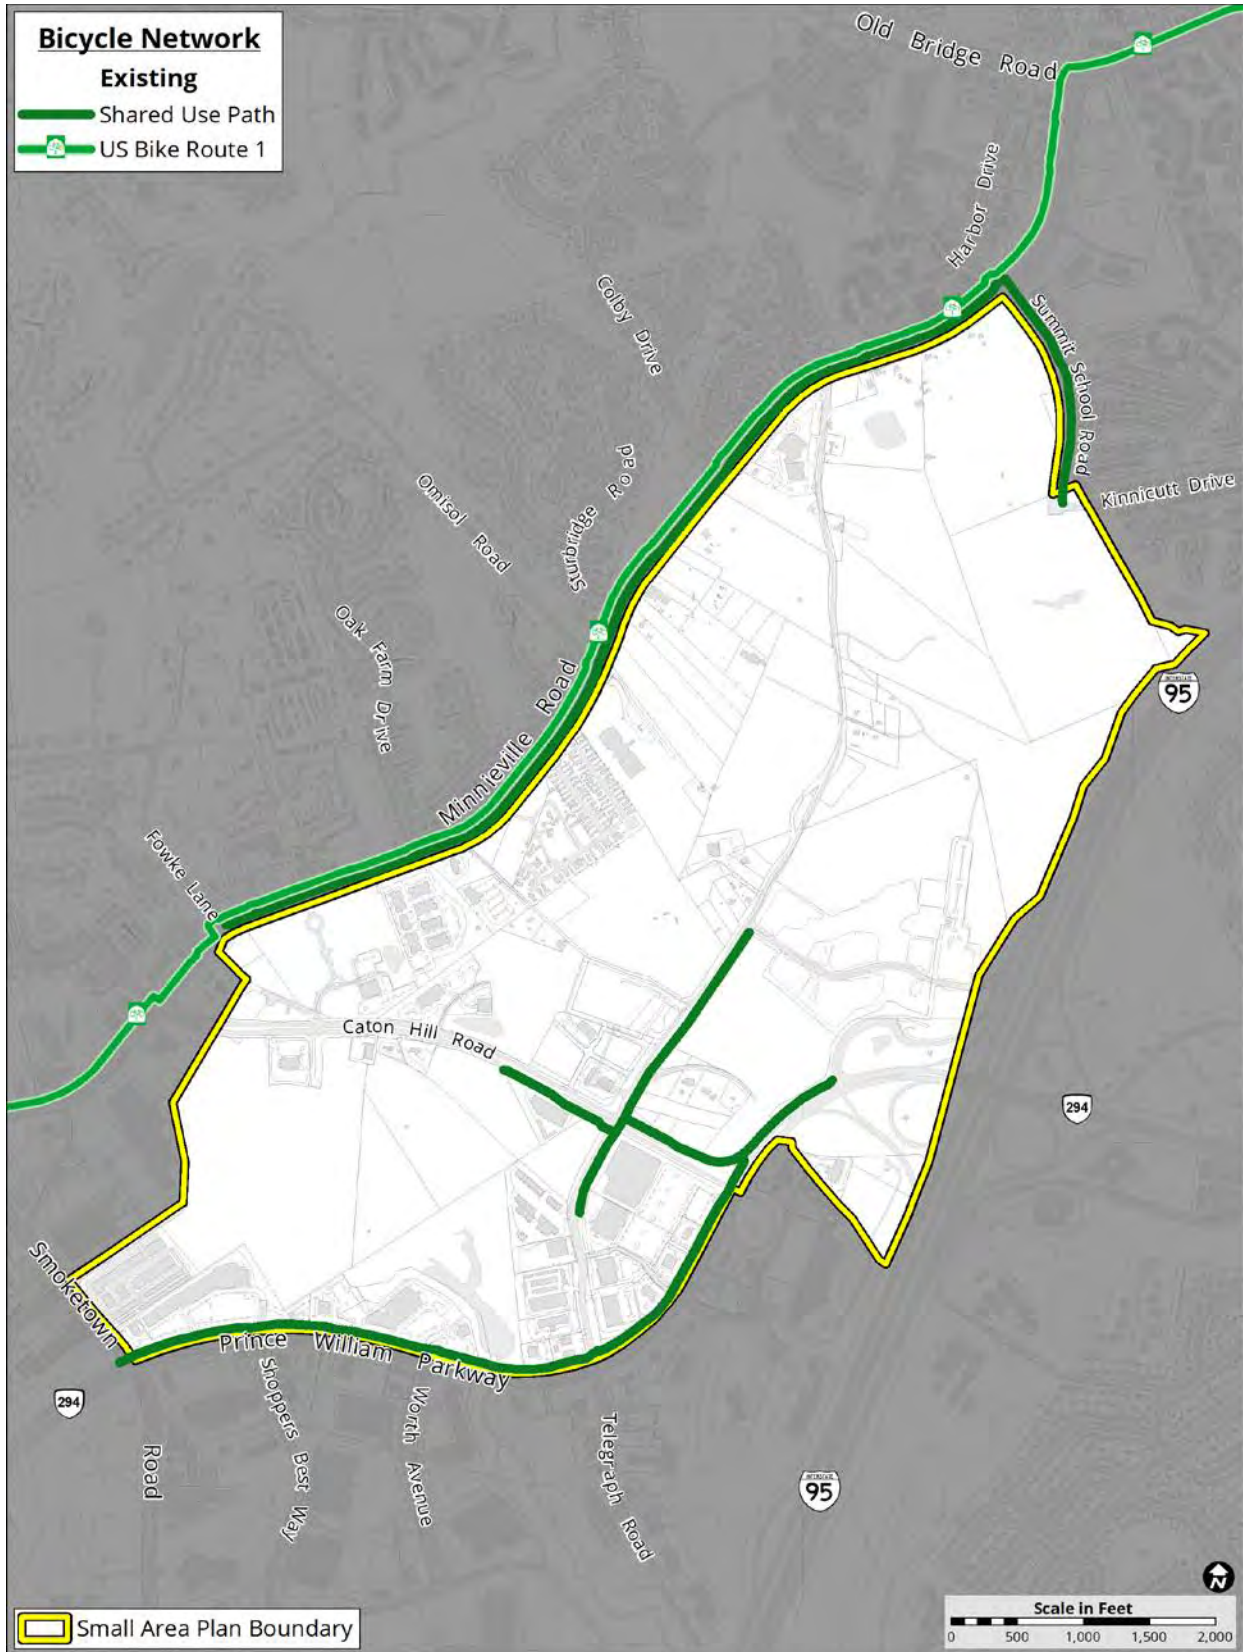 Bicycle Network
Existing
Shared Use Path
US Bike Route 1
Old Bridge Road
Harbor Drive
Colby Drive
Summit School Road
Kinnicutt Drive
Omisol Road
Sturbridge Road
Oak Farm Drive
Minnieville Road
INTERSTATE
95
Fowke Lane
Caton Hill Road
294
Smoketown
Road
Prince William Parkway
294
Shoppers Best Way
Worth Avenue
Telegraph Road
INTERSTATE
95
N
Small Area Plan Boundary
Scale in Feet
0 500 1,000 1,500 2,000